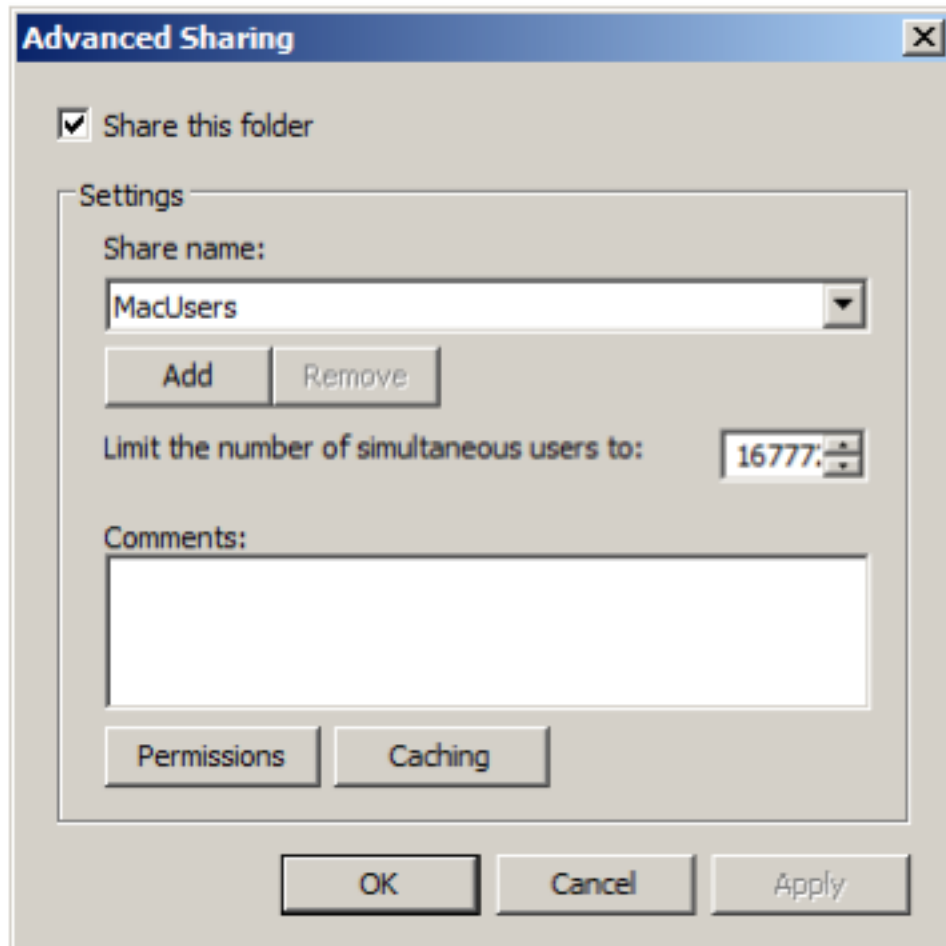 Advanced Sharing
Share this folder
Settings
Share name:
MacUsers
Add Remove
Limit the number of simultaneous users to: 16777
Comments:
Permissions Caching
OK Cancel Apply